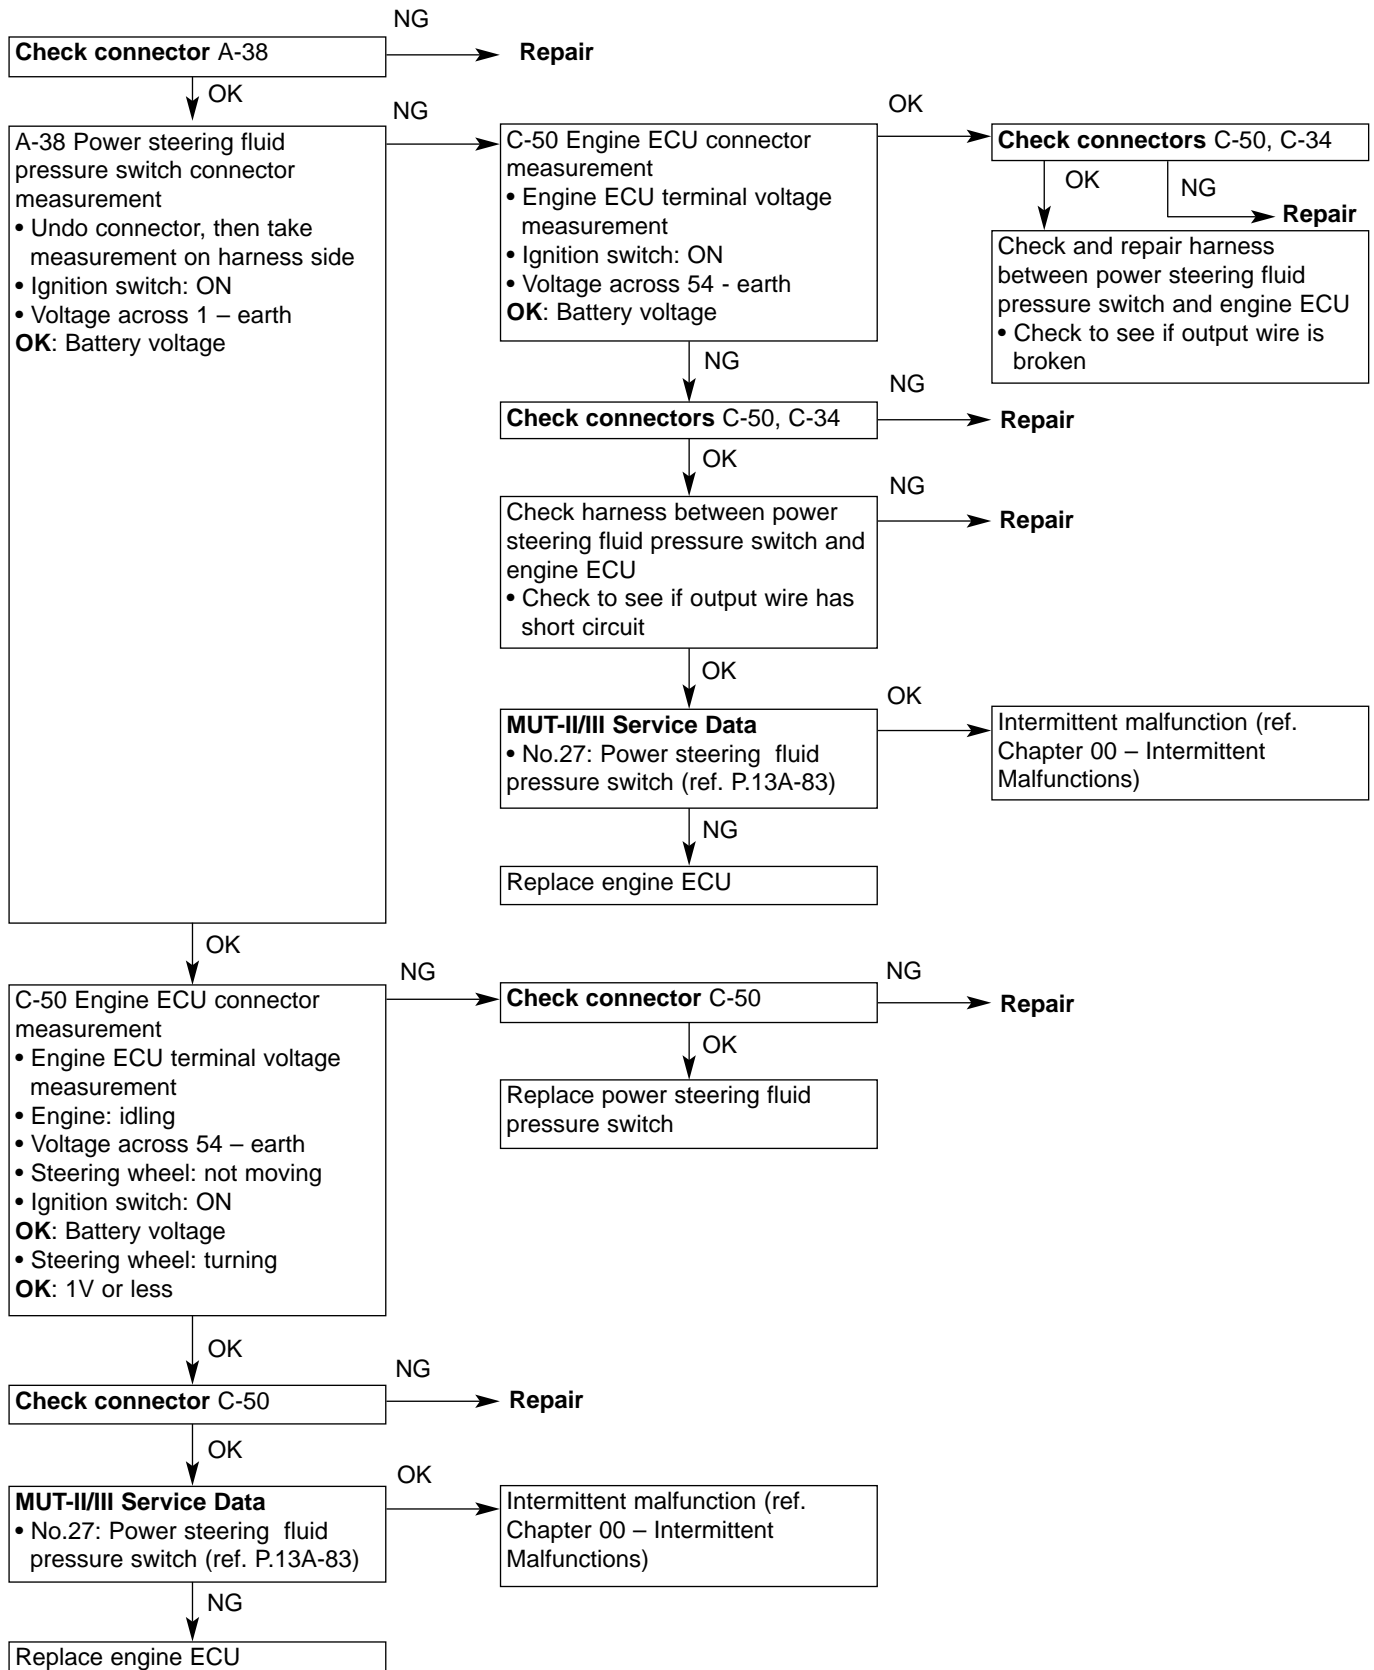 NG
Check connector A-38
Repair
OK
NG
A-38 Power steering fluid
pressure switch connector
measurement
• Undo connector, then take
measurement on harness side
• Ignition switch: ON
• Voltage across 1 – earth
OK: Battery voltage
C-50 Engine ECU connector
measurement
• Engine ECU terminal voltage
measurement
• Ignition switch: ON
• Voltage across 54 - earth
OK: Battery voltage
OK
Check connectors C-50, C-34
OK
NG
Repair
Check and repair harness
between power steering fluid
pressure switch and engine ECU
• Check to see if output wire is
broken
NG
Check connectors C-50, C-34
NG
Repair
OK
Check harness between power
steering fluid pressure switch and
engine ECU
• Check to see if output wire has
short circuit
NG
Repair
OK
MUT-II/III Service Data
• No.27: Power steering fluid
pressure switch (ref. P.13A-83)
OK
Intermittent malfunction (ref.
Chapter 00 – Intermittent
Malfunctions)
NG
Replace engine ECU
OK
C-50 Engine ECU connector
measurement
• Engine ECU terminal voltage
measurement
• Engine: idling
• Voltage across 54 – earth
• Steering wheel: not moving
• Ignition switch: ON
OK: Battery voltage
• Steering wheel: turning
OK: 1V or less
NG
Check connector C-50
NG
Repair
OK
Replace power steering fluid
pressure switch
OK
Check connector C-50
NG
Repair
OK
MUT-II/III Service Data
• No.27: Power steering fluid
pressure switch (ref. P.13A-83)
OK
Intermittent malfunction (ref.
Chapter 00 – Intermittent
Malfunctions)
NG
Replace engine ECU